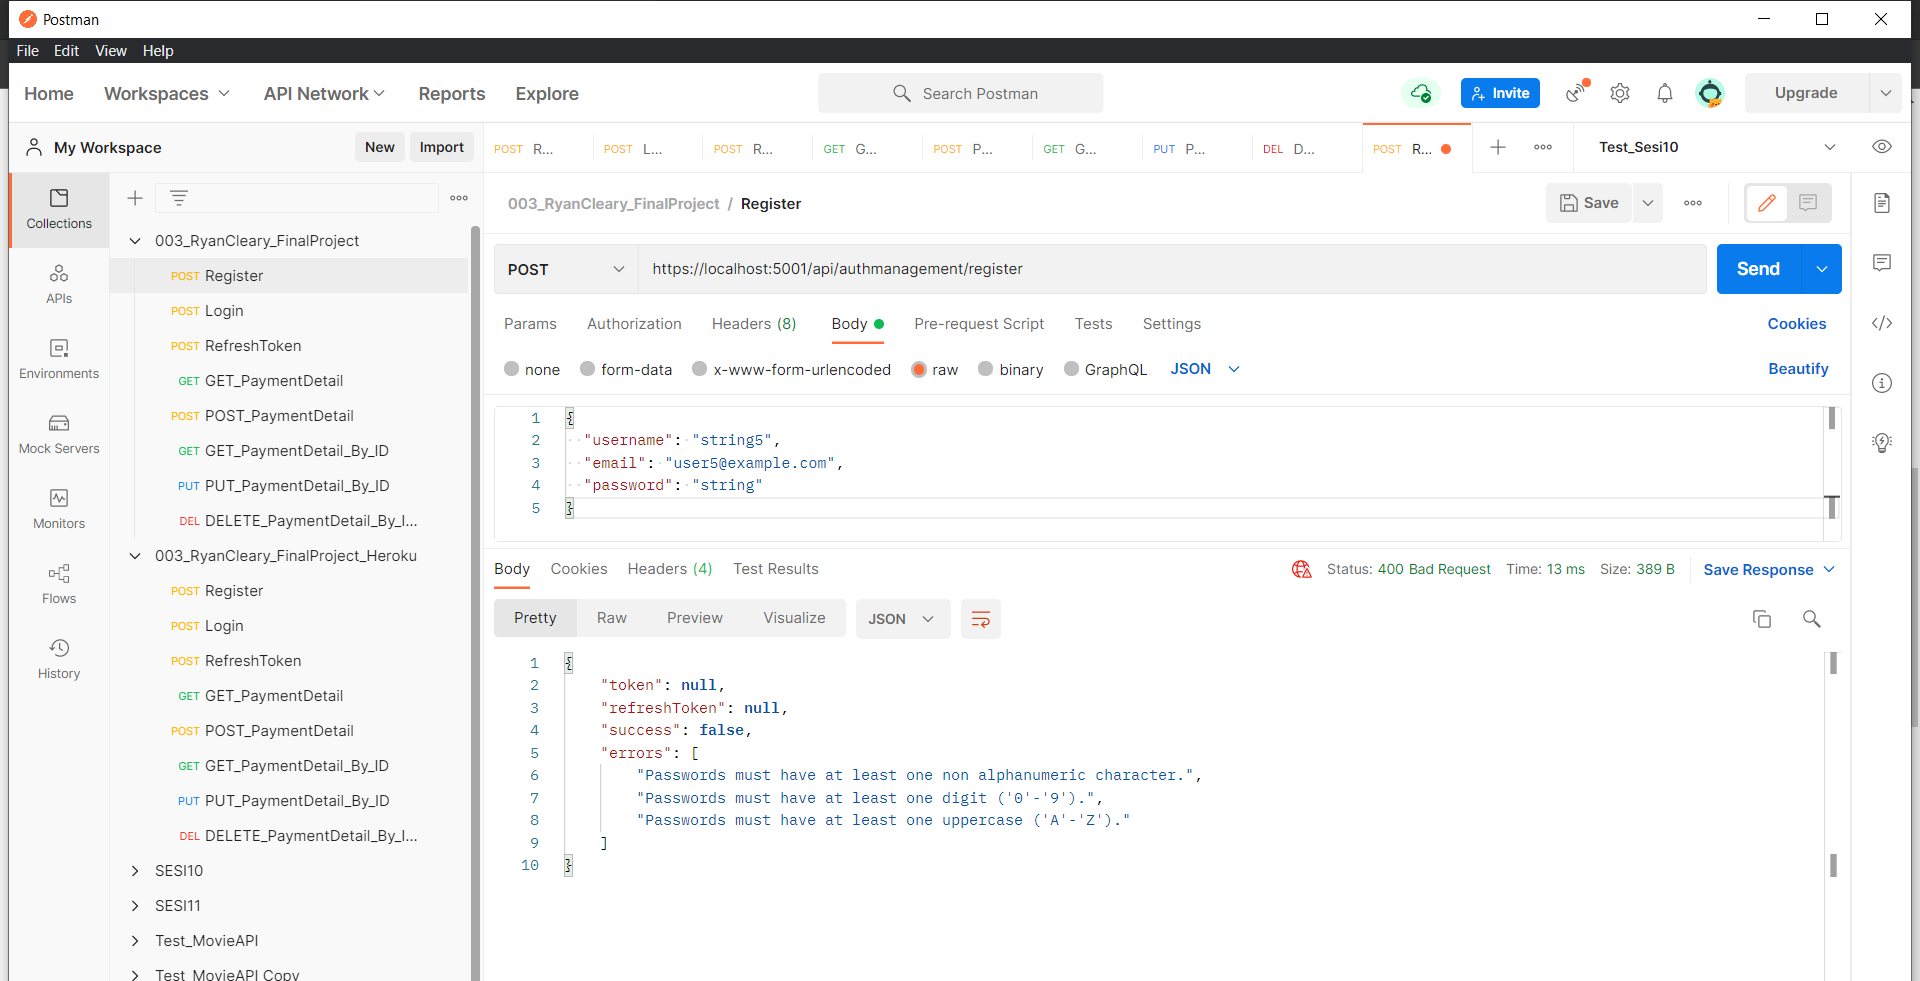 Postman
File Edit View Help
Home Workspaces API Network Reports Explore
Search Postman
Invite
Upgrade
My Workspace
New
Import
POST R...
POST L...
POST R...
GET G...
POST P...
GET G...
PUT P...
DEL D...
POST R...
Test_Sesi10
Collections
APIs
Environments
Mock Servers
Monitors
Flows
History
003_RyanCleary_FinalProject
POST Register
POST Login
POST RefreshToken
GET GET_PaymentDetail
POST POST_PaymentDetail
GET GET_PaymentDetail_By_ID
PUT PUT_PaymentDetail_By_ID
DEL DELETE_PaymentDetail_By_I...
003_RyanCleary_FinalProject_Heroku
POST Register
POST Login
POST RefreshToken
GET GET_PaymentDetail
POST POST_PaymentDetail
GET GET_PaymentDetail_By_ID
PUT PUT_PaymentDetail_By_ID
DEL DELETE_PaymentDetail_By_I...
SESI10
SESI11
Test_MovieAPI
Test_MovieAPI Copy
003_RyanCleary_FinalProject / Register
Save
POST
https://localhost:5001/api/authmanagement/register
Send
Params Authorization Headers (8) Body Pre-request Script Tests Settings
Cookies
none form-data x-www-form-urlencoded raw binary GraphQL JSON
Beautify
1 {
2 "username": "string5",
3 "email": "user5@example.com",
4 "password": "string"
5 }
Body Cookies Headers (4) Test Results
Status: 400 Bad Request Time: 13 ms Size: 389 B
Save Response
Pretty Raw Preview Visualize JSON
1 {
2 "token": null,
3 "refreshToken": null,
4 "success": false,
5 "errors": [
6 "Passwords must have at least one non alphanumeric character.",
7 "Passwords must have at least one digit ('0'-'9').",
8 "Passwords must have at least one uppercase ('A'-'Z')."
9 ]
10 }